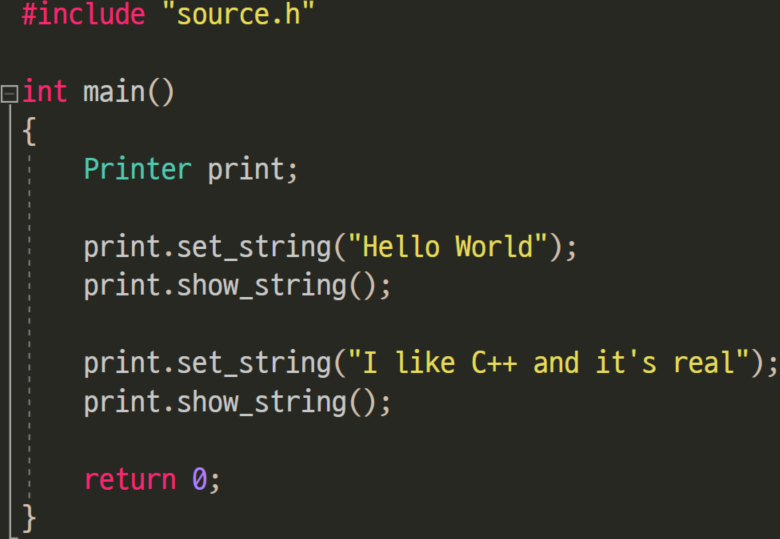 #include "source.h"
int main()
{
Printer print;
print.set_string("Hello World");
print.show_string();
print.set_string("I like C++ and it's real");
print.show_string();
return 0;
}